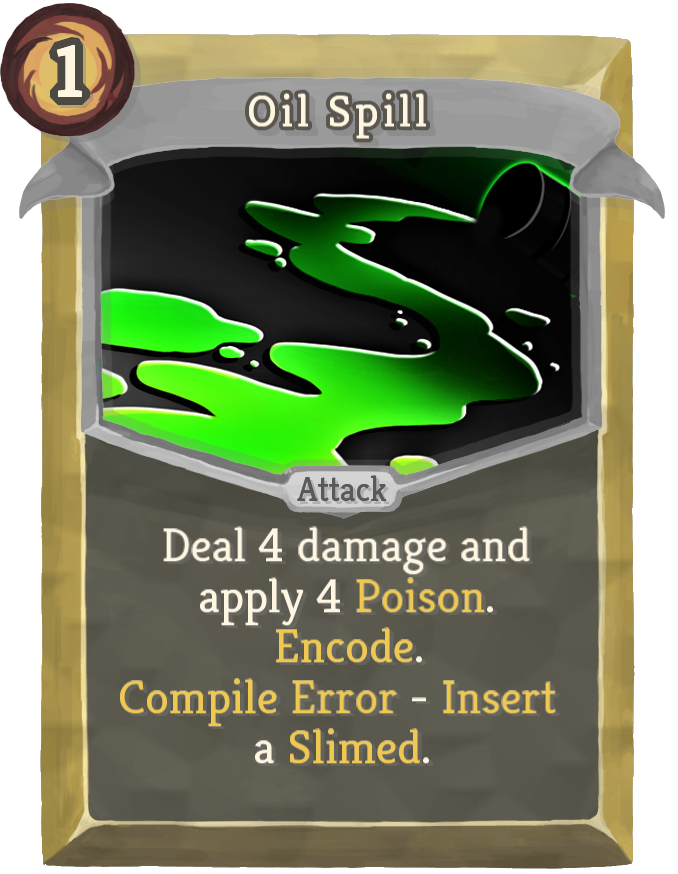 1
Oil Spill
Attack
Deal 4 damage and
apply 4 Poison.
Encode.
Compile Error - Insert
a Slimed.